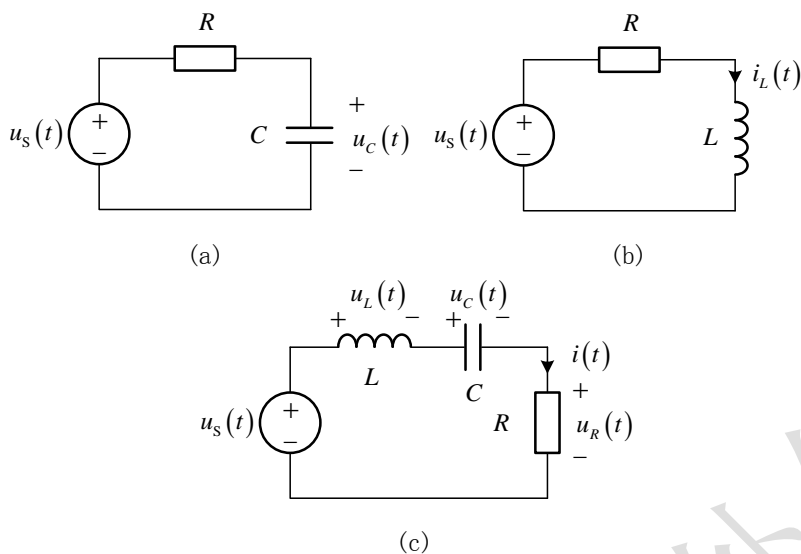 R
R
i_L(t)
+
+
+
u_S(t)
C
u_C(t)
u_S(t)
L
−
−
−
(a)
(b)
u_L(t)
u_C(t)
+
−
+
−
i(t)
L
C
+
+
u_S(t)
R
u_R(t)
−
−
(c)